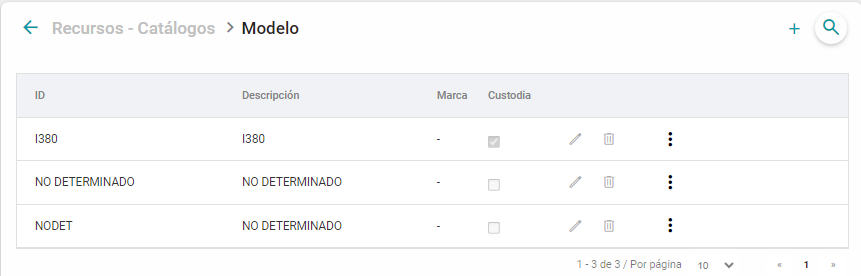 Recursos - Catálogos > Modelo
ID Descripción Marca Custodia
I380 I380 -
NO DETERMINADO NO DETERMINADO -
NODET NO DETERMINADO -
1 - 3 de 3 / Por página 10 « 1 »